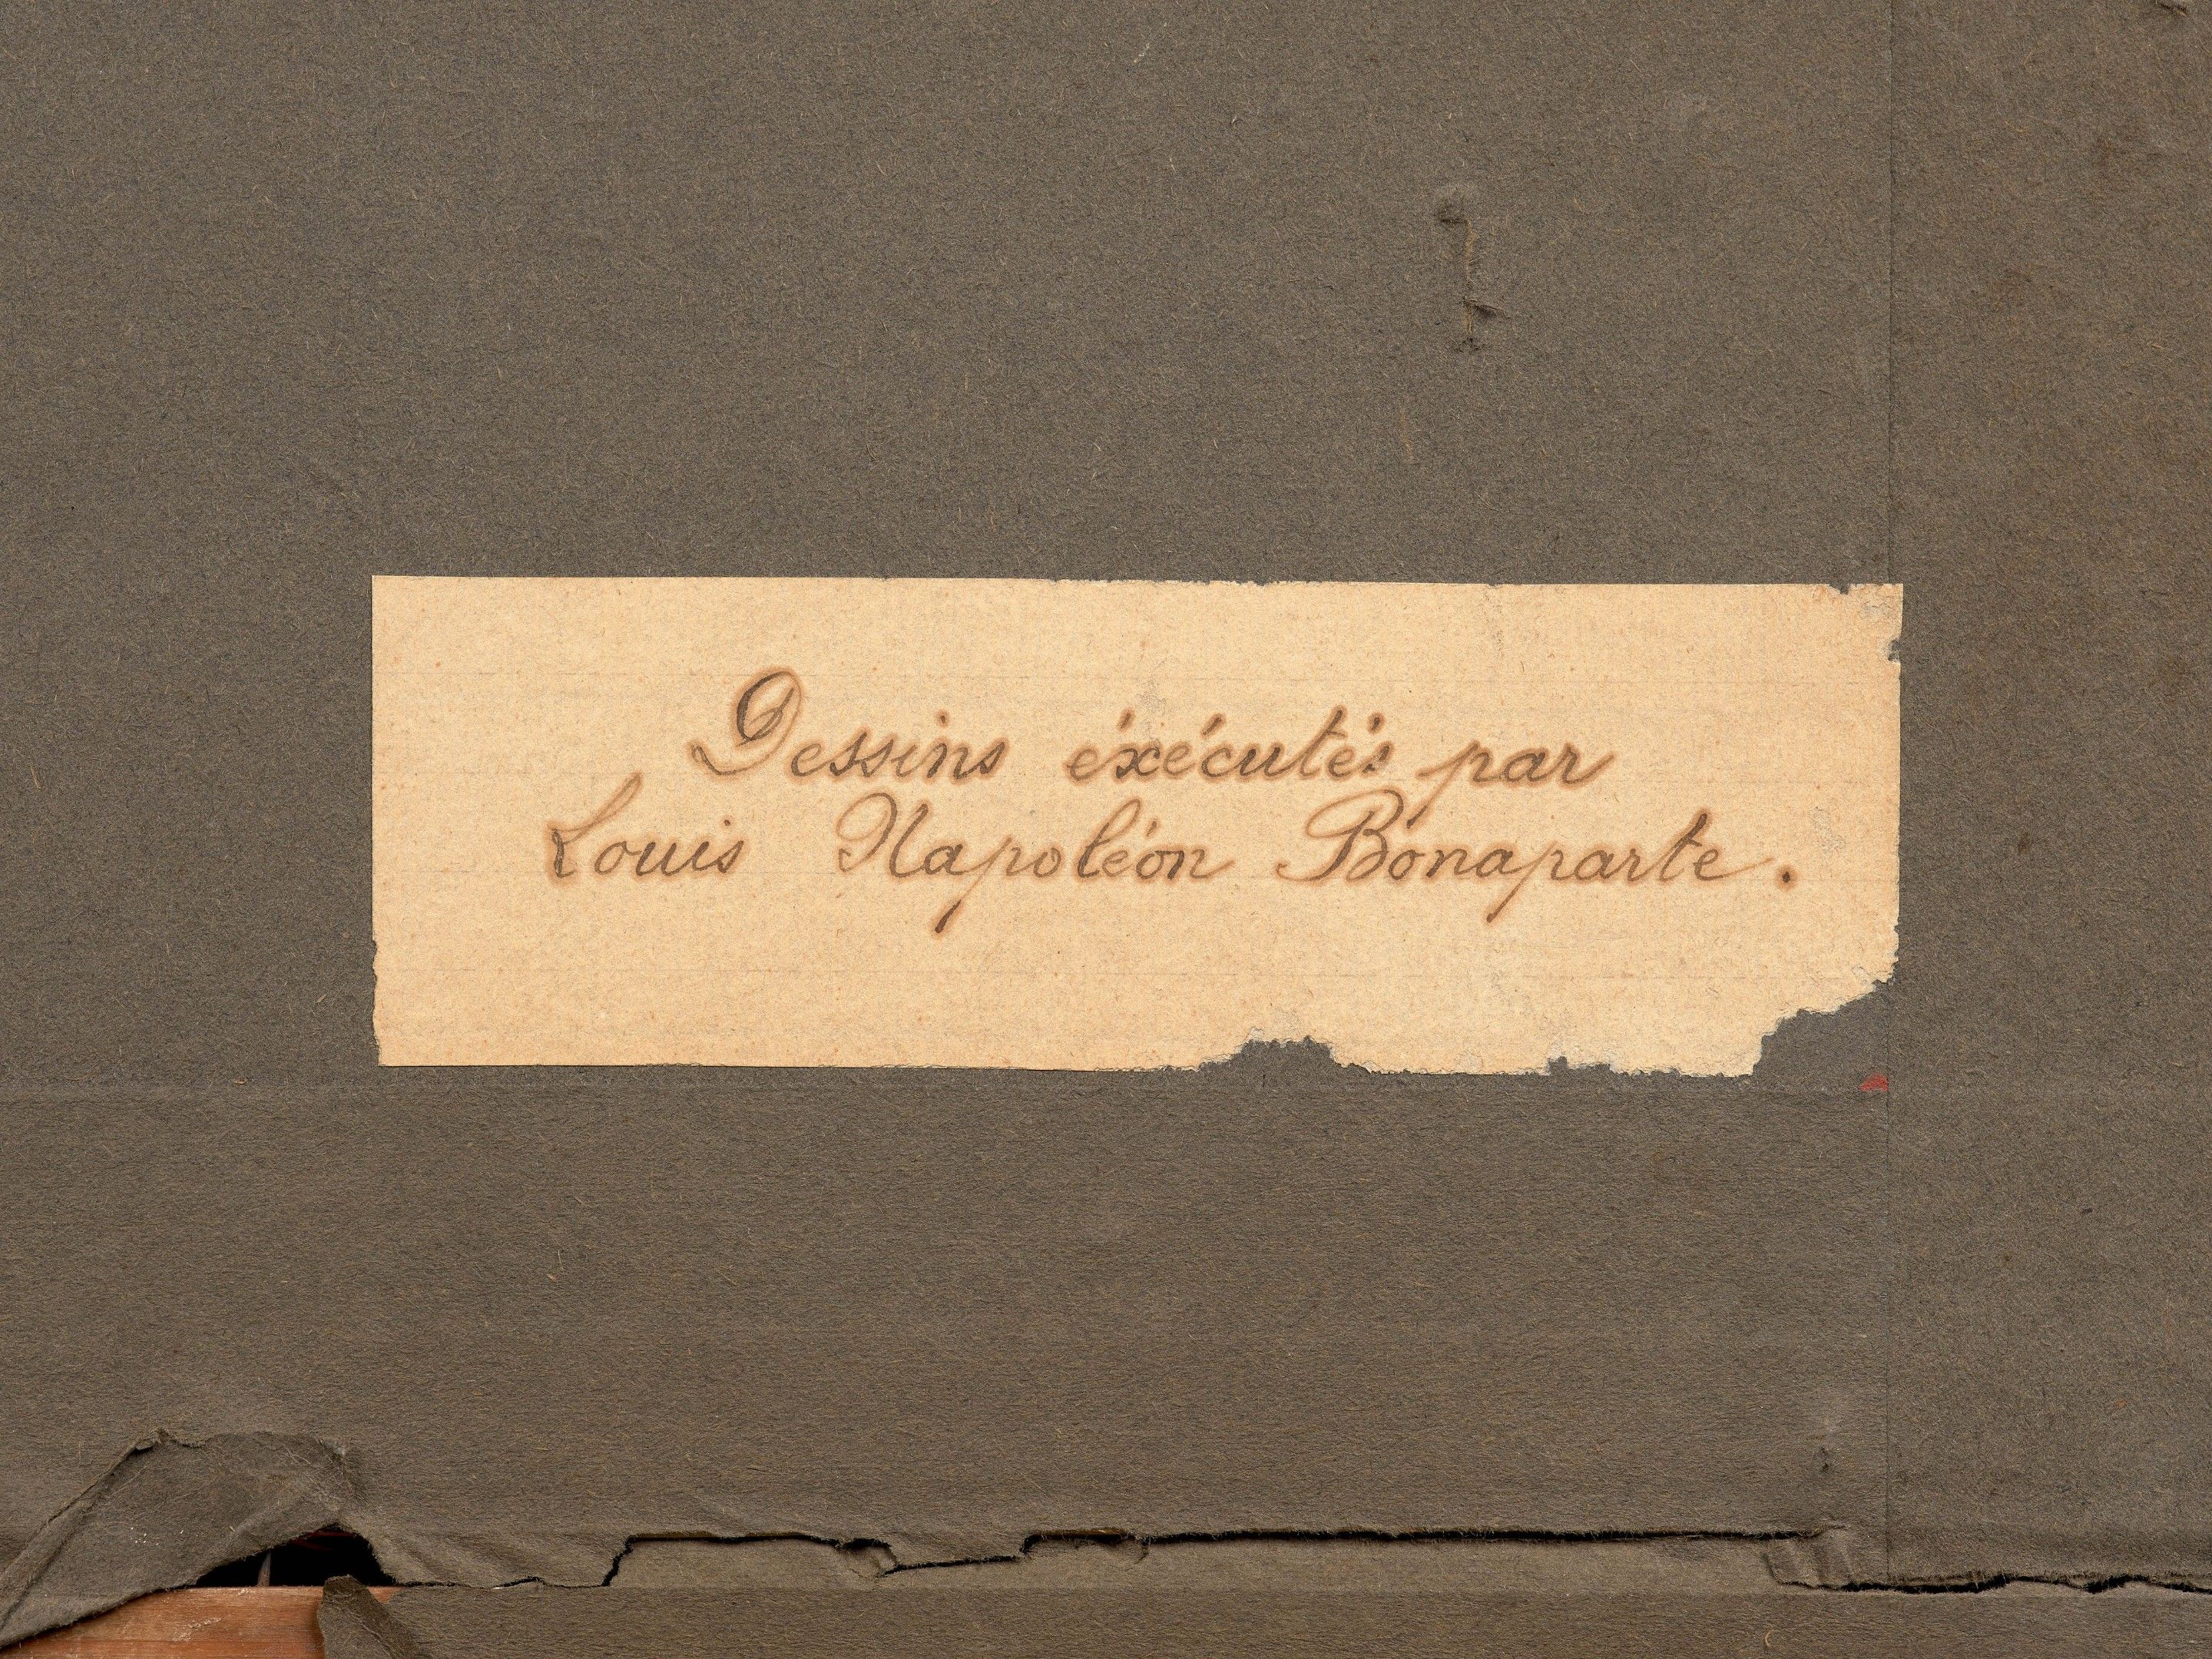 Dessins éxécutés par
Louis Napoléon Bonaparte.